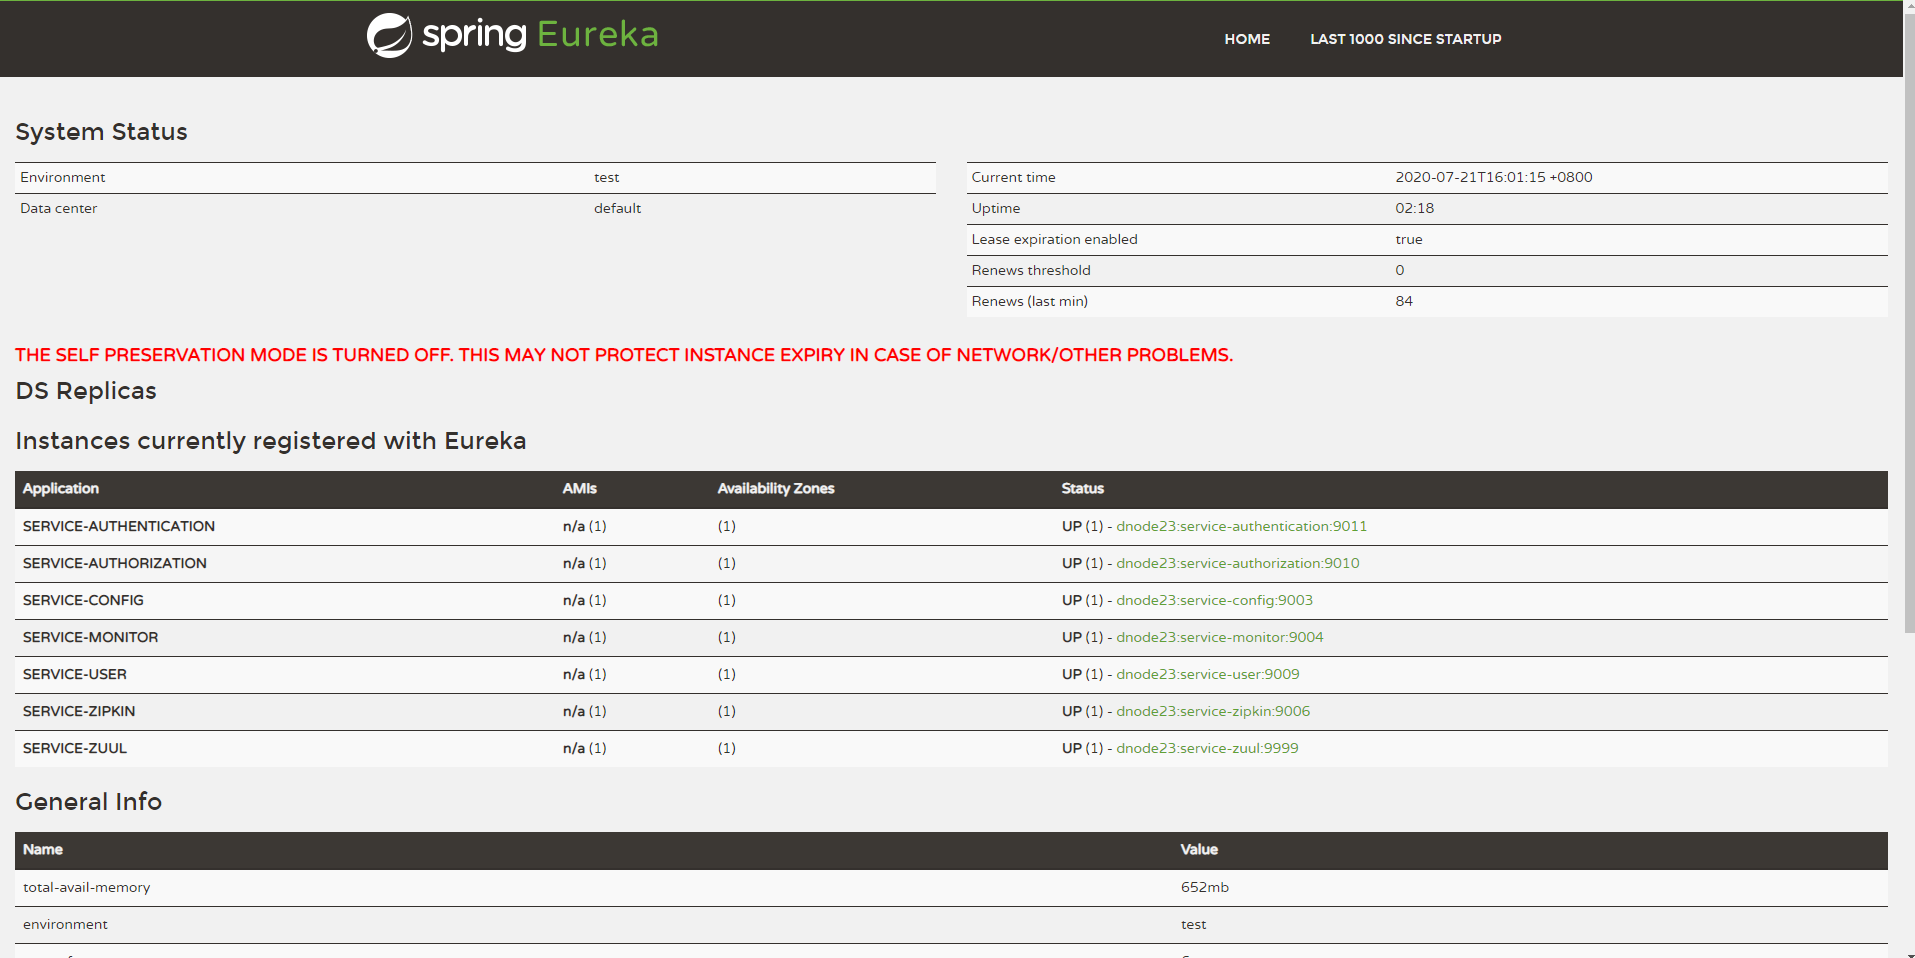 spring Eureka
HOME LAST 1000 SINCE STARTUP
System Status
Environment test
Data center default
Current time 2020-07-21T16:01:15 +0800
Uptime 02:18
Lease expiration enabled true
Renews threshold 0
Renews (last min) 84
THE SELF PRESERVATION MODE IS TURNED OFF. THIS MAY NOT PROTECT INSTANCE EXPIRY IN CASE OF NETWORK/OTHER PROBLEMS.
DS Replicas
Instances currently registered with Eureka
Application AMIs Availability Zones Status
SERVICE-AUTHENTICATION n/a (1) (1) UP (1) - dnode23:service-authentication:9011
SERVICE-AUTHORIZATION n/a (1) (1) UP (1) - dnode23:service-authorization:9010
SERVICE-CONFIG n/a (1) (1) UP (1) - dnode23:service-config:9003
SERVICE-MONITOR n/a (1) (1) UP (1) - dnode23:service-monitor:9004
SERVICE-USER n/a (1) (1) UP (1) - dnode23:service-user:9009
SERVICE-ZIPKIN n/a (1) (1) UP (1) - dnode23:service-zipkin:9006
SERVICE-ZUUL n/a (1) (1) UP (1) - dnode23:service-zuul:9999
General Info
Name Value
total-avail-memory 652mb
environment test